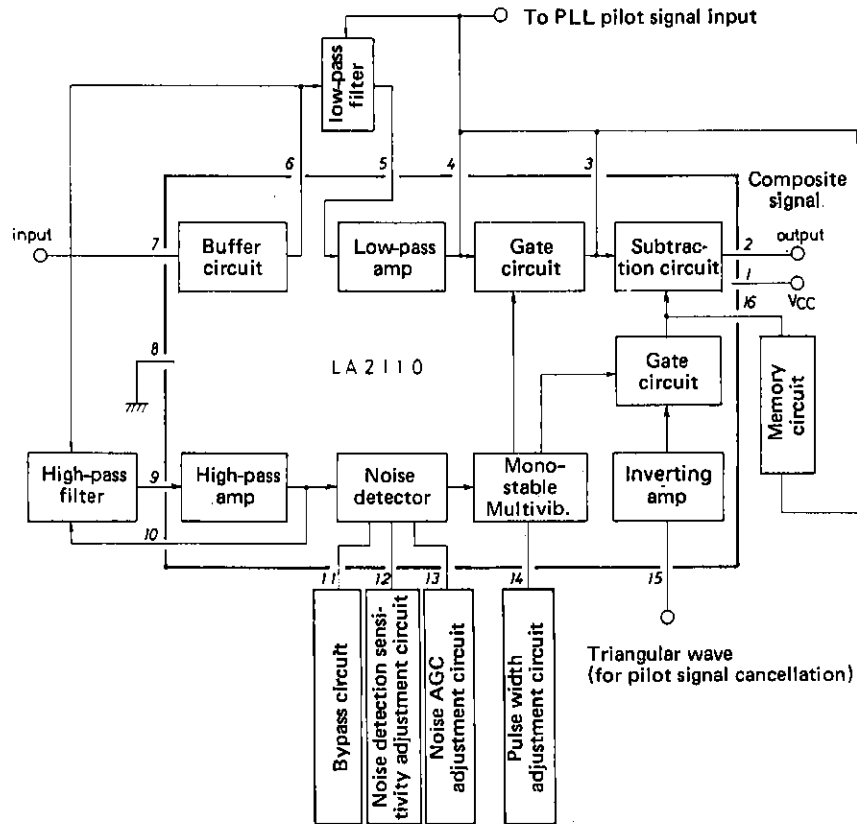 To PLL pilot signal input
low-pass
filter
6
5
4
3
Composite
signal.
input
7
Buffer
circuit
Low-pass
amp
Gate
circuit
Subtrac-
tion circuit
2
output
1
VCC
16
8
LA2110
Gate
circuit
Memory
circuit
High-pass
filter
9
High-pass
amp
Noise
detector
Mono-
stable
Multivib.
Inverting
amp
10
11
12
13
14
15
Bypass circuit
Noise detection sensi-
tivity adjustment circuit
Noise AGC
adjustment circuit
Pulse width
adjustment circuit
Triangular wave
(for pilot signal cancellation)